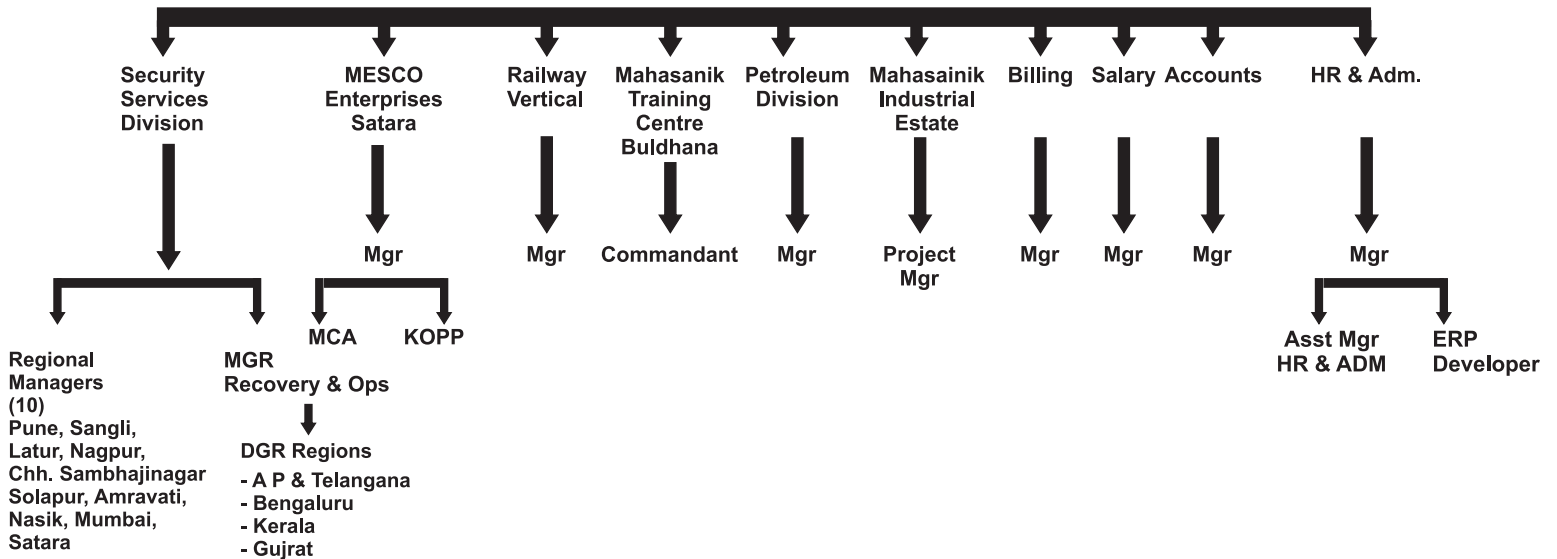 Security
Services
Division
MESCO
Enterprises
Satara
Railway
Vertical
Mahasanik
Training
Centre
Buldhana
Petroleum
Division
Mahasainik
Industrial
Estate
Billing
Salary
Accounts
HR & Adm.
Mgr
Mgr
Commandant
Mgr
Project
Mgr
Mgr
Mgr
Mgr
Mgr
Regional
Managers
(10)
Pune, Sangli,
Latur, Nagpur,
Chh. Sambhajinagar
Solapur, Amravati,
Nasik, Mumbai,
Satara
MGR
Recovery & Ops
DGR Regions
- A P & Telangana
- Bengaluru
- Kerala
- Gujrat
MCA
KOPP
Asst Mgr
HR & ADM
ERP
Developer